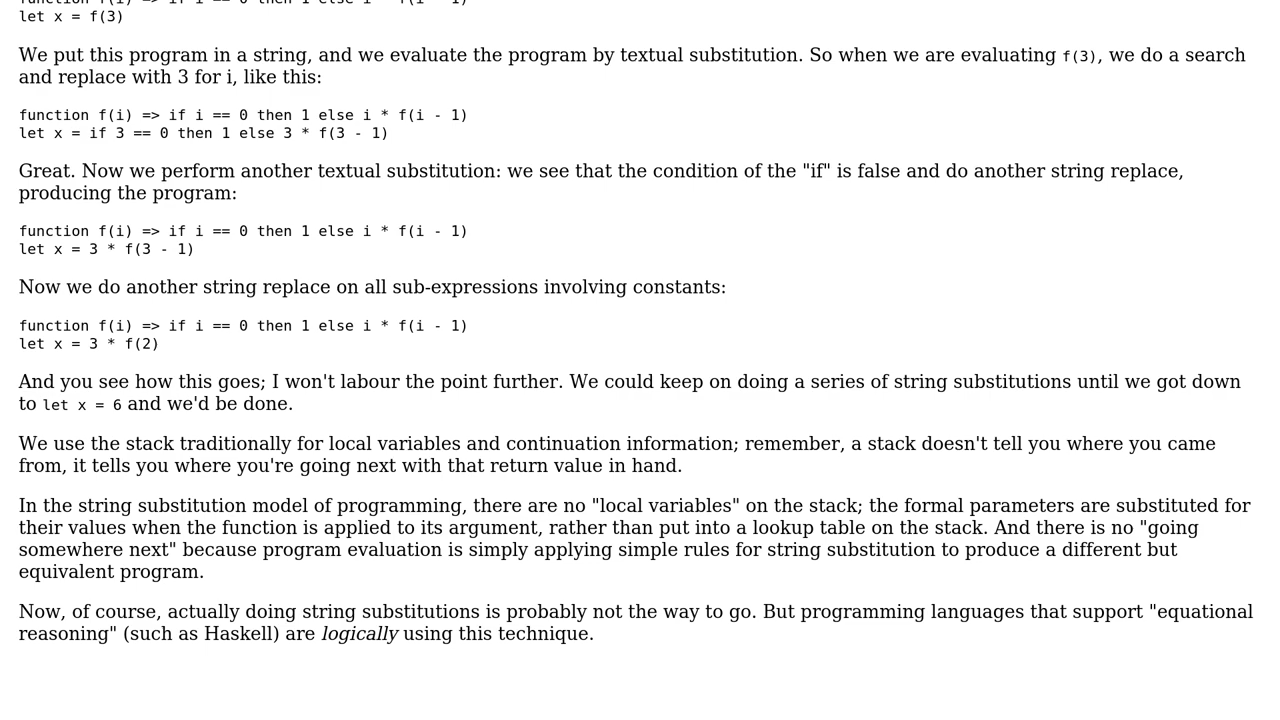 function f(i) => if i == 0 then 1 else i * f(i - 1)
let x = f(3)
We put this program in a string, and we evaluate the program by textual substitution. So when we are evaluating f(3), we do a search
and replace with 3 for i, like this:
function f(i) => if i == 0 then 1 else i * f(i - 1)
let x = if 3 == 0 then 1 else 3 * f(3 - 1)
Great. Now we perform another textual substitution: we see that the condition of the "if" is false and do another string replace,
producing the program:
function f(i) => if i == 0 then 1 else i * f(i - 1)
let x = 3 * f(3 - 1)
Now we do another string replace on all sub-expressions involving constants:
function f(i) => if i == 0 then 1 else i * f(i - 1)
let x = 3 * f(2)
And you see how this goes; I won't labour the point further. We could keep on doing a series of string substitutions until we got down
to let x = 6 and we'd be done.
We use the stack traditionally for local variables and continuation information; remember, a stack doesn't tell you where you came
from, it tells you where you're going next with that return value in hand.
In the string substitution model of programming, there are no "local variables" on the stack; the formal parameters are substituted for
their values when the function is applied to its argument, rather than put into a lookup table on the stack. And there is no "going
somewhere next" because program evaluation is simply applying simple rules for string substitution to produce a different but
equivalent program.
Now, of course, actually doing string substitutions is probably not the way to go. But programming languages that support "equational
reasoning" (such as Haskell) are logically using this technique.